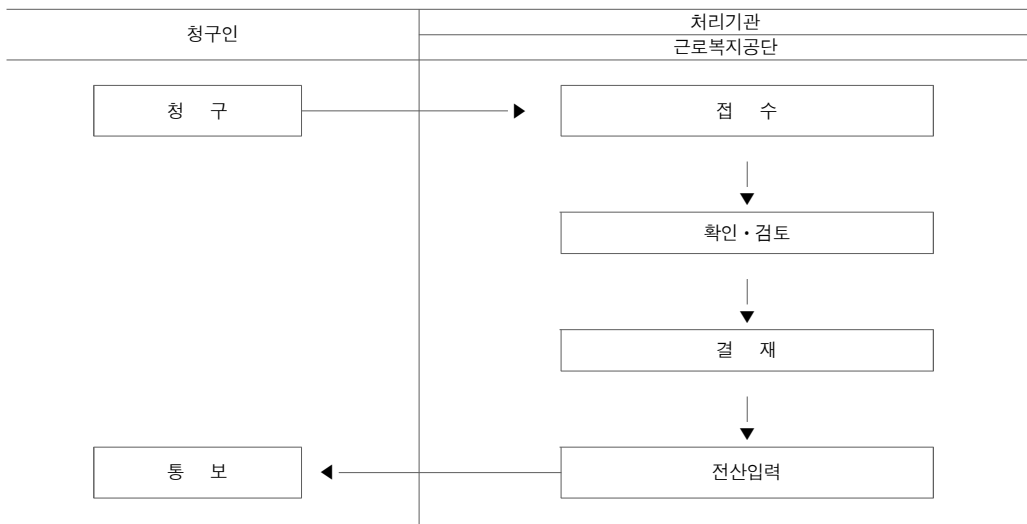 청구인
처리기관
근로복지공단
청 구
접 수
확인·검토
결 재
통 보
전산입력